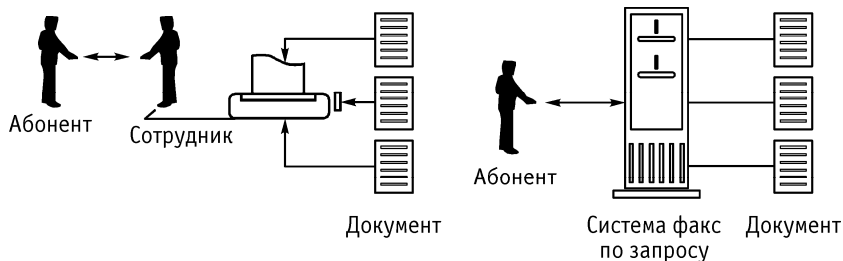 Абонент
Сотрудник
Документ
Абонент
Система факс
по запросу
Документ